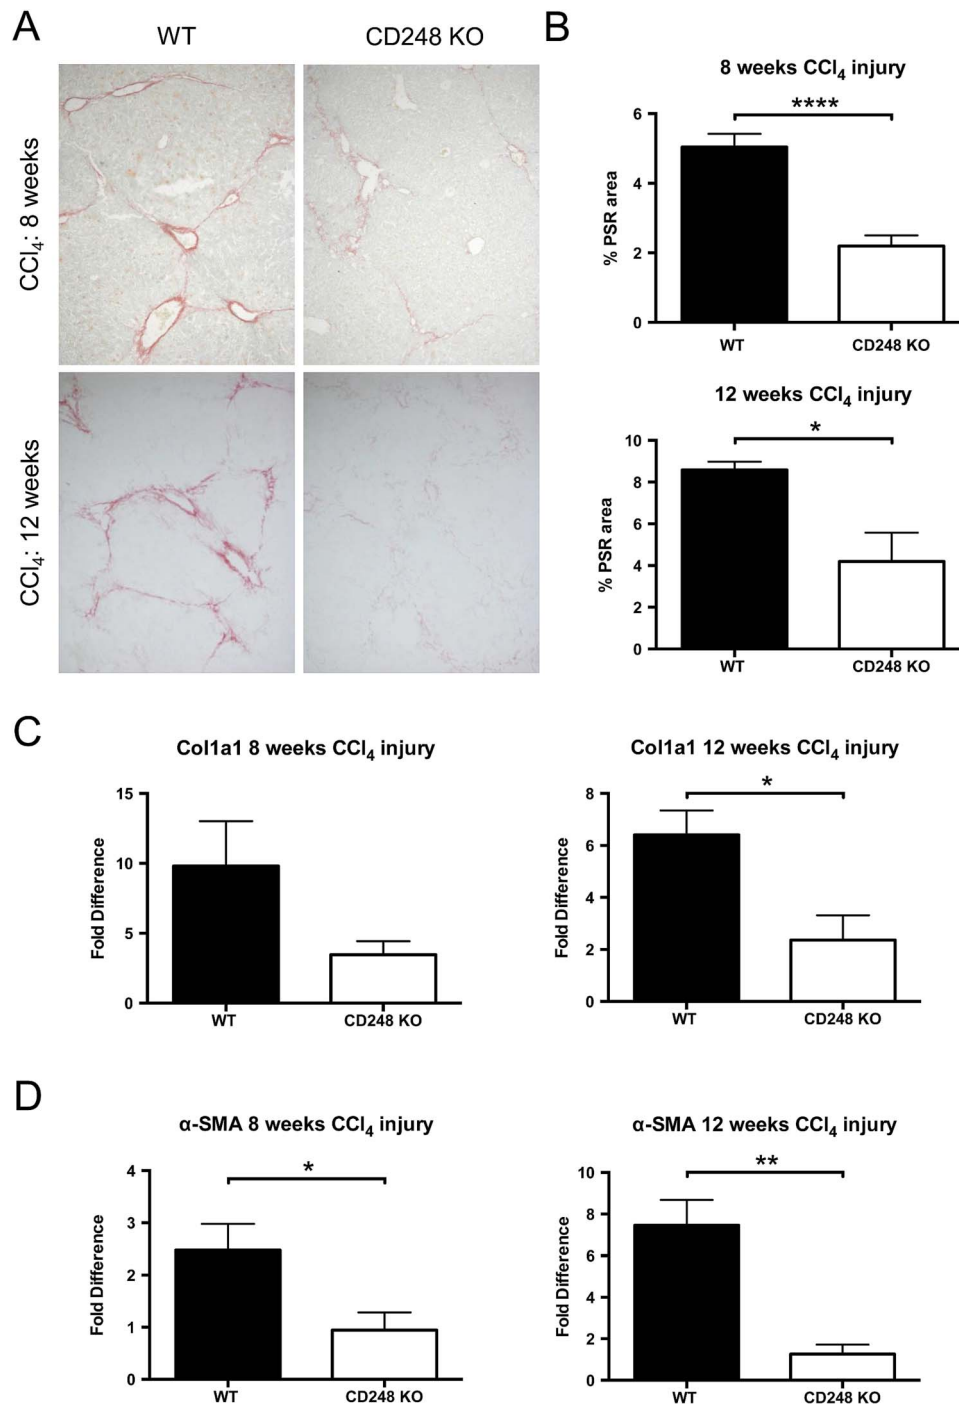 A
WT
CD248 KO
CCl₄: 8 weeks
CCl₄: 12 weeks
B
8 weeks CCl₄ injury
****
6
4
2
0
% PSR area
WT
CD248 KO
12 weeks CCl₄ injury
*
10
8
6
4
2
0
% PSR area
WT
CD248 KO
C
Col1a1 8 weeks CCl₄ injury
15
10
5
0
Fold Difference
WT
CD248 KO
Col1a1 12 weeks CCl₄ injury
*
8
6
4
2
0
Fold Difference
WT
CD248 KO
D
α-SMA 8 weeks CCl₄ injury
*
4
3
2
1
0
Fold Difference
WT
CD248 KO
α-SMA 12 weeks CCl₄ injury
**
10
8
6
4
2
0
Fold Difference
WT
CD248 KO